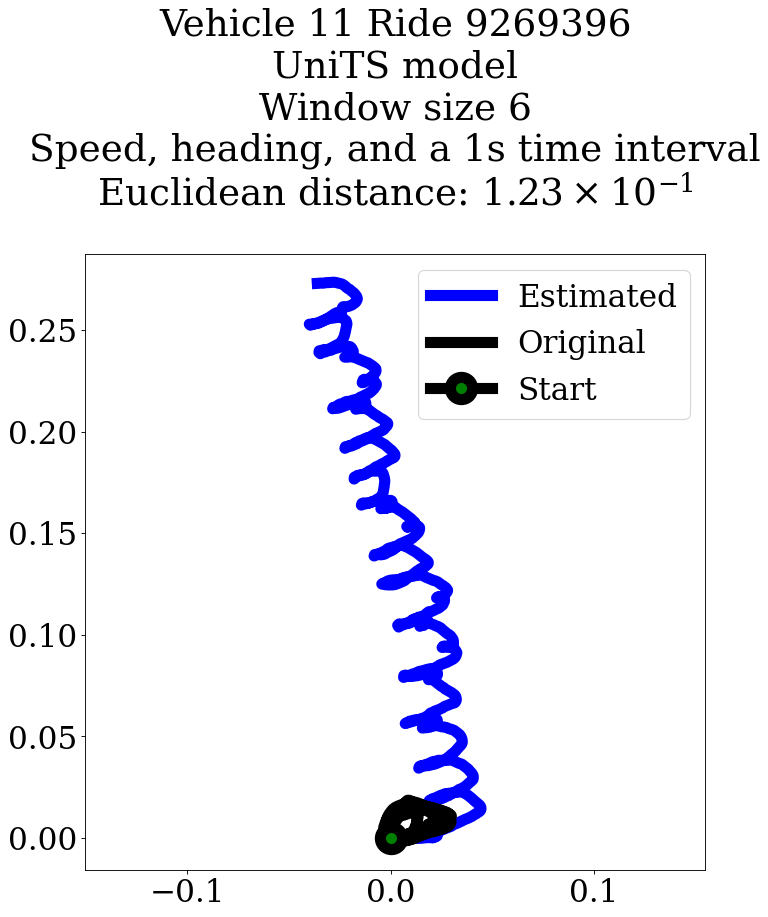 Vehicle 11 Ride 9269396
UniTS model
Window size 6
Speed, heading, and a 1s time interval
Euclidean distance: 1.23 × 10⁻¹
Estimated
Original
Start
0.25
0.20
0.15
0.10
0.05
0.00
−0.1 0.0 0.1